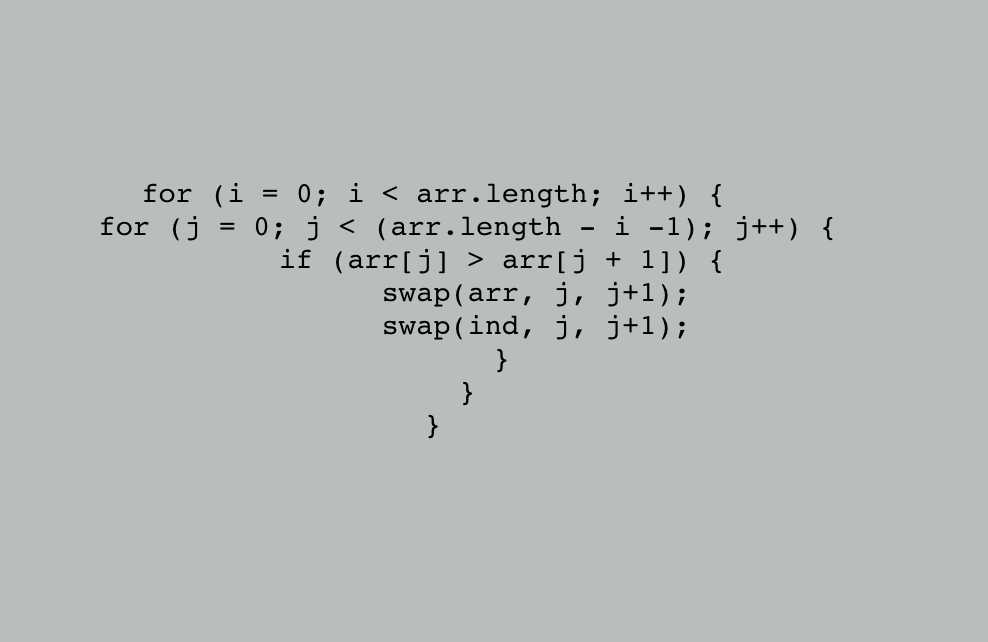 for (i = 0; i < arr.length; i++) {
for (j = 0; j < (arr.length - i -1); j++) {
if (arr[j] > arr[j + 1]) {
swap(arr, j, j+1);
swap(ind, j, j+1);
}
}
}